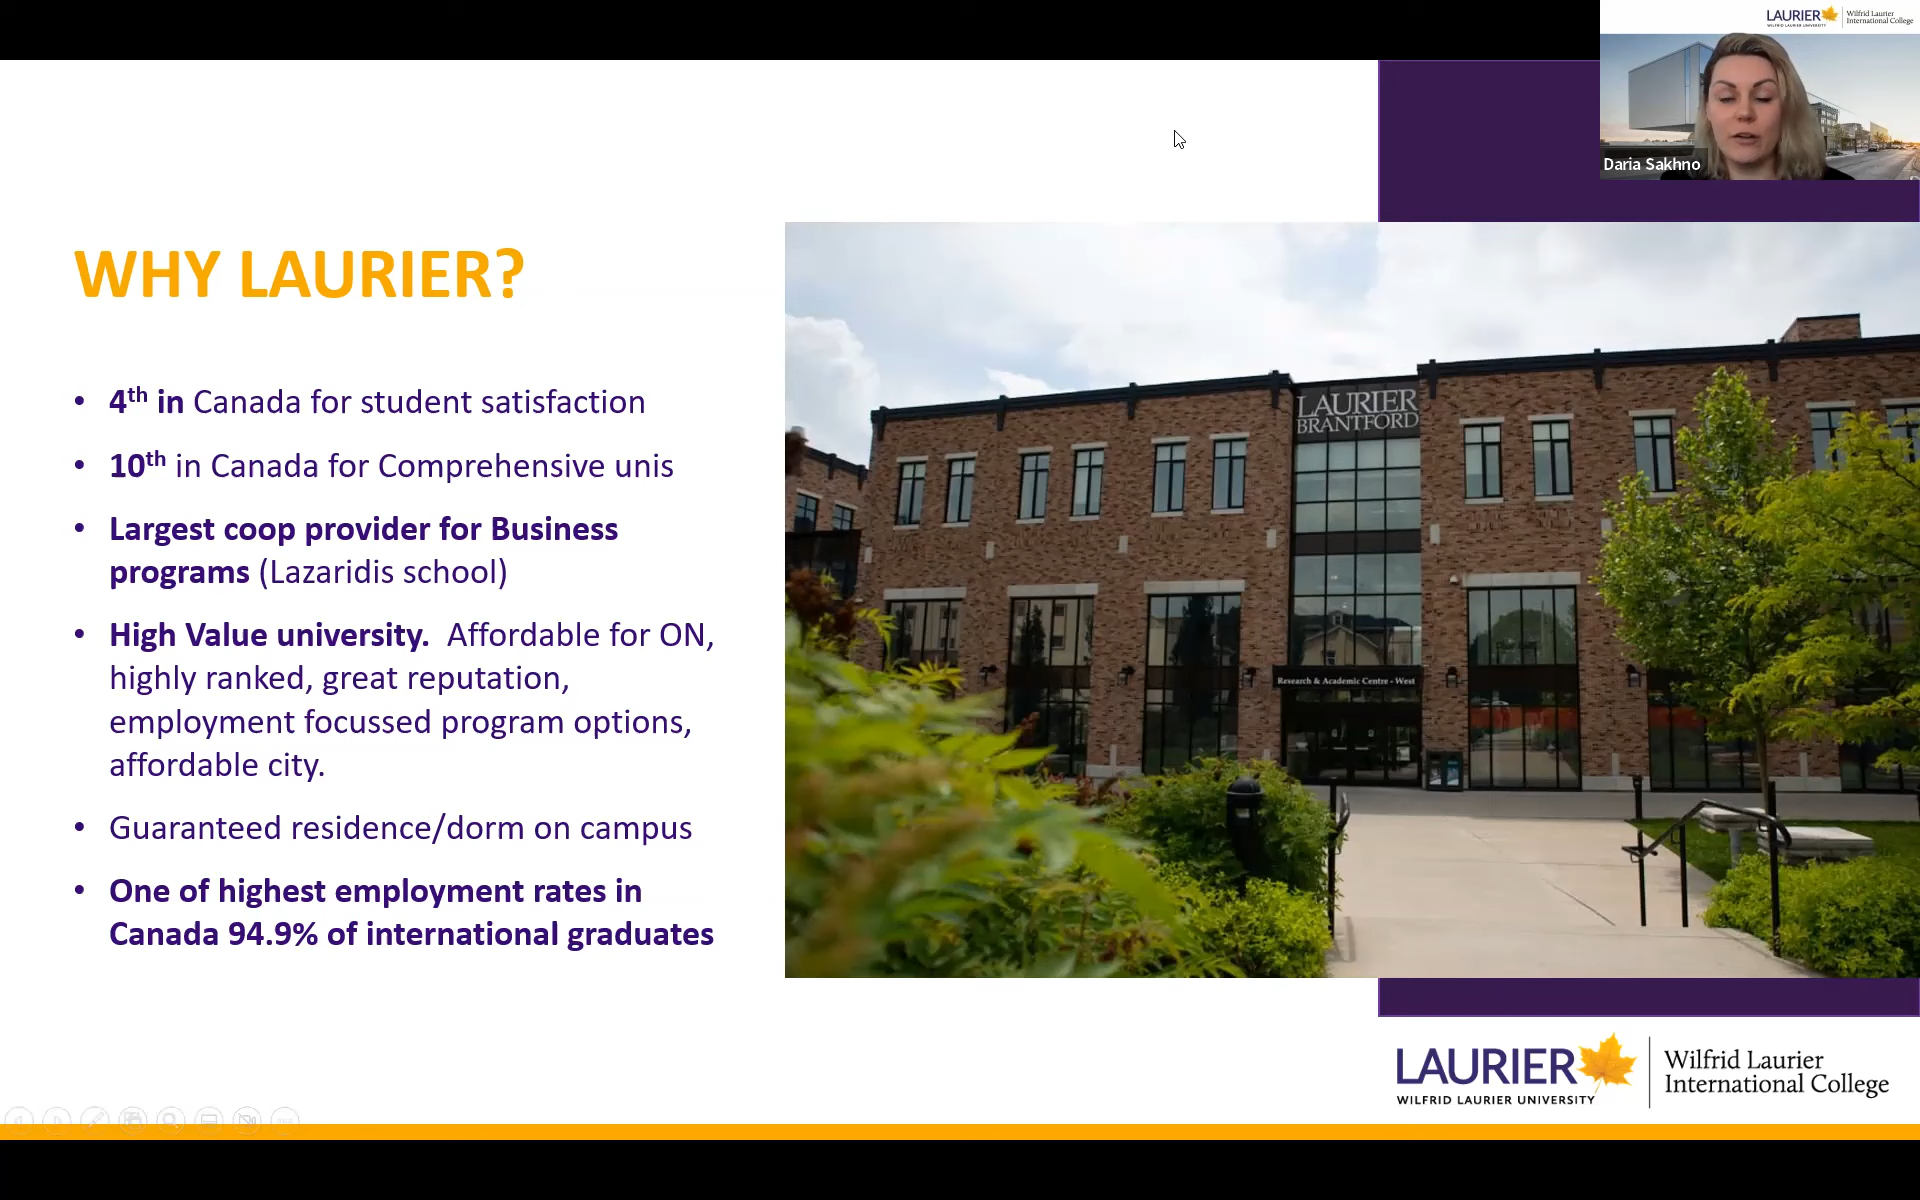 LAURIER
WILFRID LAURIER UNIVERSITY
Wilfrid Laurier
International College
Daria Sakhno
WHY LAURIER?
• 4th in Canada for student satisfaction
• 10th in Canada for Comprehensive unis
• Largest coop provider for Business
programs (Lazaridis school)
• High Value university.  Affordable for ON,
highly ranked, great reputation,
employment focussed program options,
affordable city.
• Guaranteed residence/dorm on campus
• One of highest employment rates in
Canada 94.9% of international graduates
LAURIER
BRANTFORD
Research & Academic Centre - West
LAURIER
WILFRID LAURIER UNIVERSITY
Wilfrid Laurier
International College